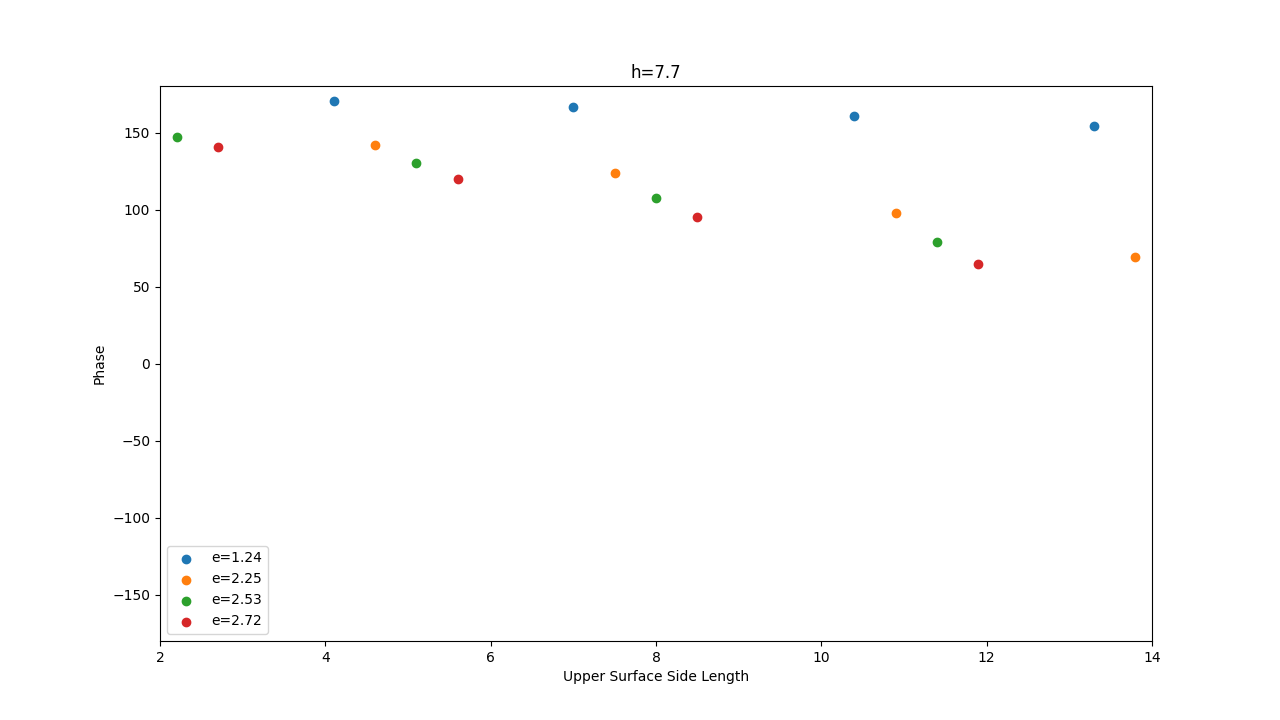 h=7.7
150
100
50
0
−50
−100
−150
Phase
2 4 6 8 10 12 14
Upper Surface Side Length
e=1.24
e=2.25
e=2.53
e=2.72